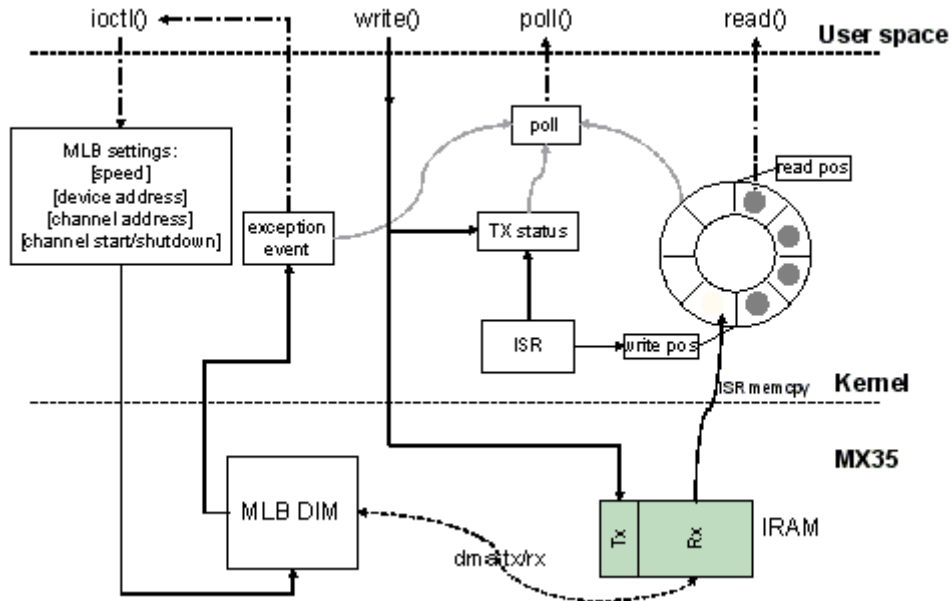 ioctl()
write()
poll()
read()
User space
poll
MLB settings:
[speed]
[device address]
[channel address]
[channel start/shutdown]
exception
event
TX status
read pos
ISR
write pos
ISR memcpy
Kernel
MX35
MLB DIM
Tx
Rx
IRAM
dma tx/rx